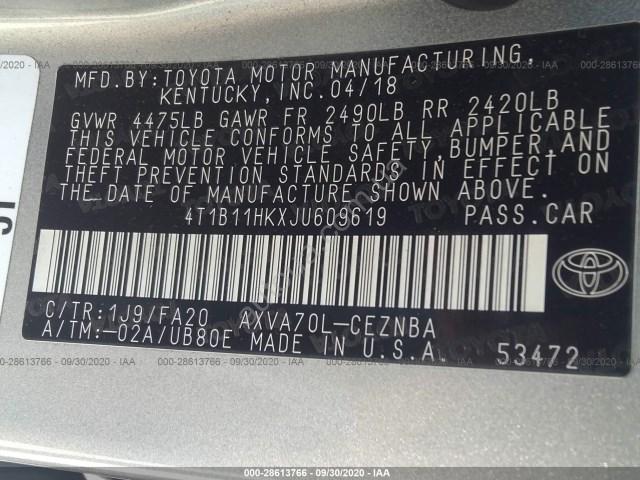 MFD.BY:TOYOTA MOTOR MANUFACTURING,
KENTUCKY, INC. 04/18
GVWR 4475LB GAWR FR 2490LB RR 2420LB
THIS VEHICLE CONFORMS TO ALL APPLICABLE
FEDERAL MOTOR VEHICLE SAFETY, BUMPER, AND
THEFT PREVENTION STANDARDS IN EFFECT ON
THE DATE OF MANUFACTURE SHOWN ABOVE.
4T1B11HKXJU609619 PASS.CAR
C/TR:1J9/FA20 AXVA70L-CEZNBA
A/TM:-02A/UB80E MADE IN U.S.A. 53472
000-28613766 - 09/30/2020 - IAA